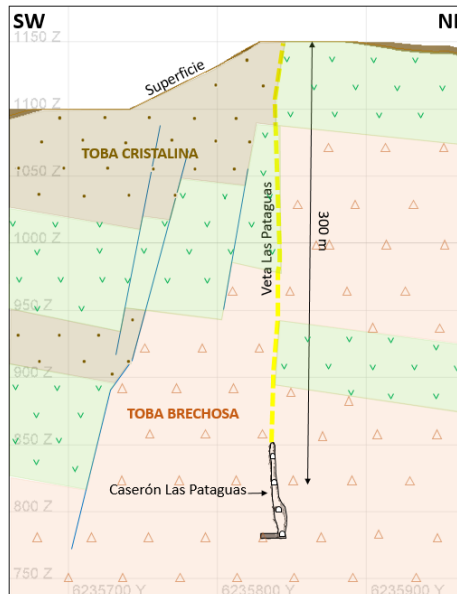 SW
NE
1150 Z
Superficie
1100 Z
TOBA CRISTALINA
1050 Z
1000 Z
Veta Las Pataguas
300 m
950 Z
900 Z
TOBA BRECHOSA
850 Z
Caserón Las Pataguas
800 Z
750 Z
6235700 Y
6235800 Y
6235900 Y